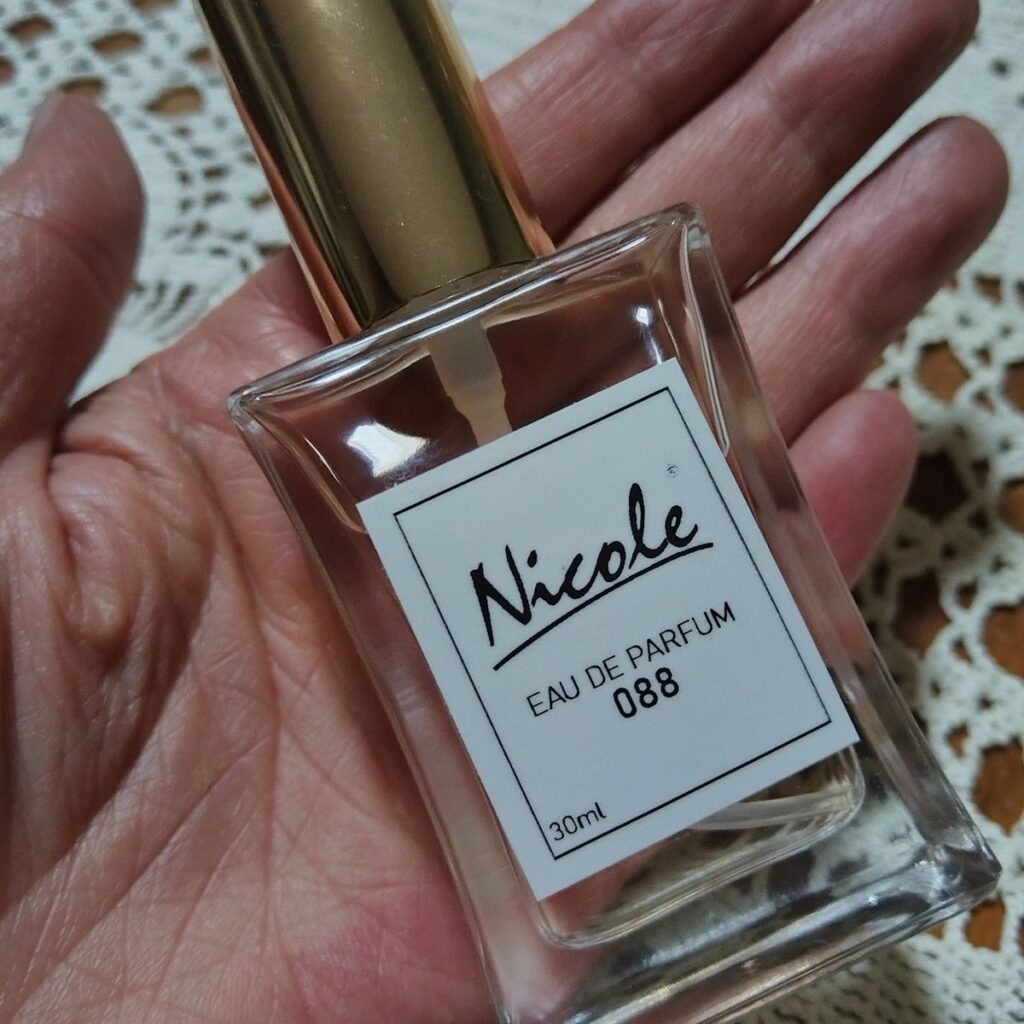 Nicole
EAU DE PARFUM
088
30ml